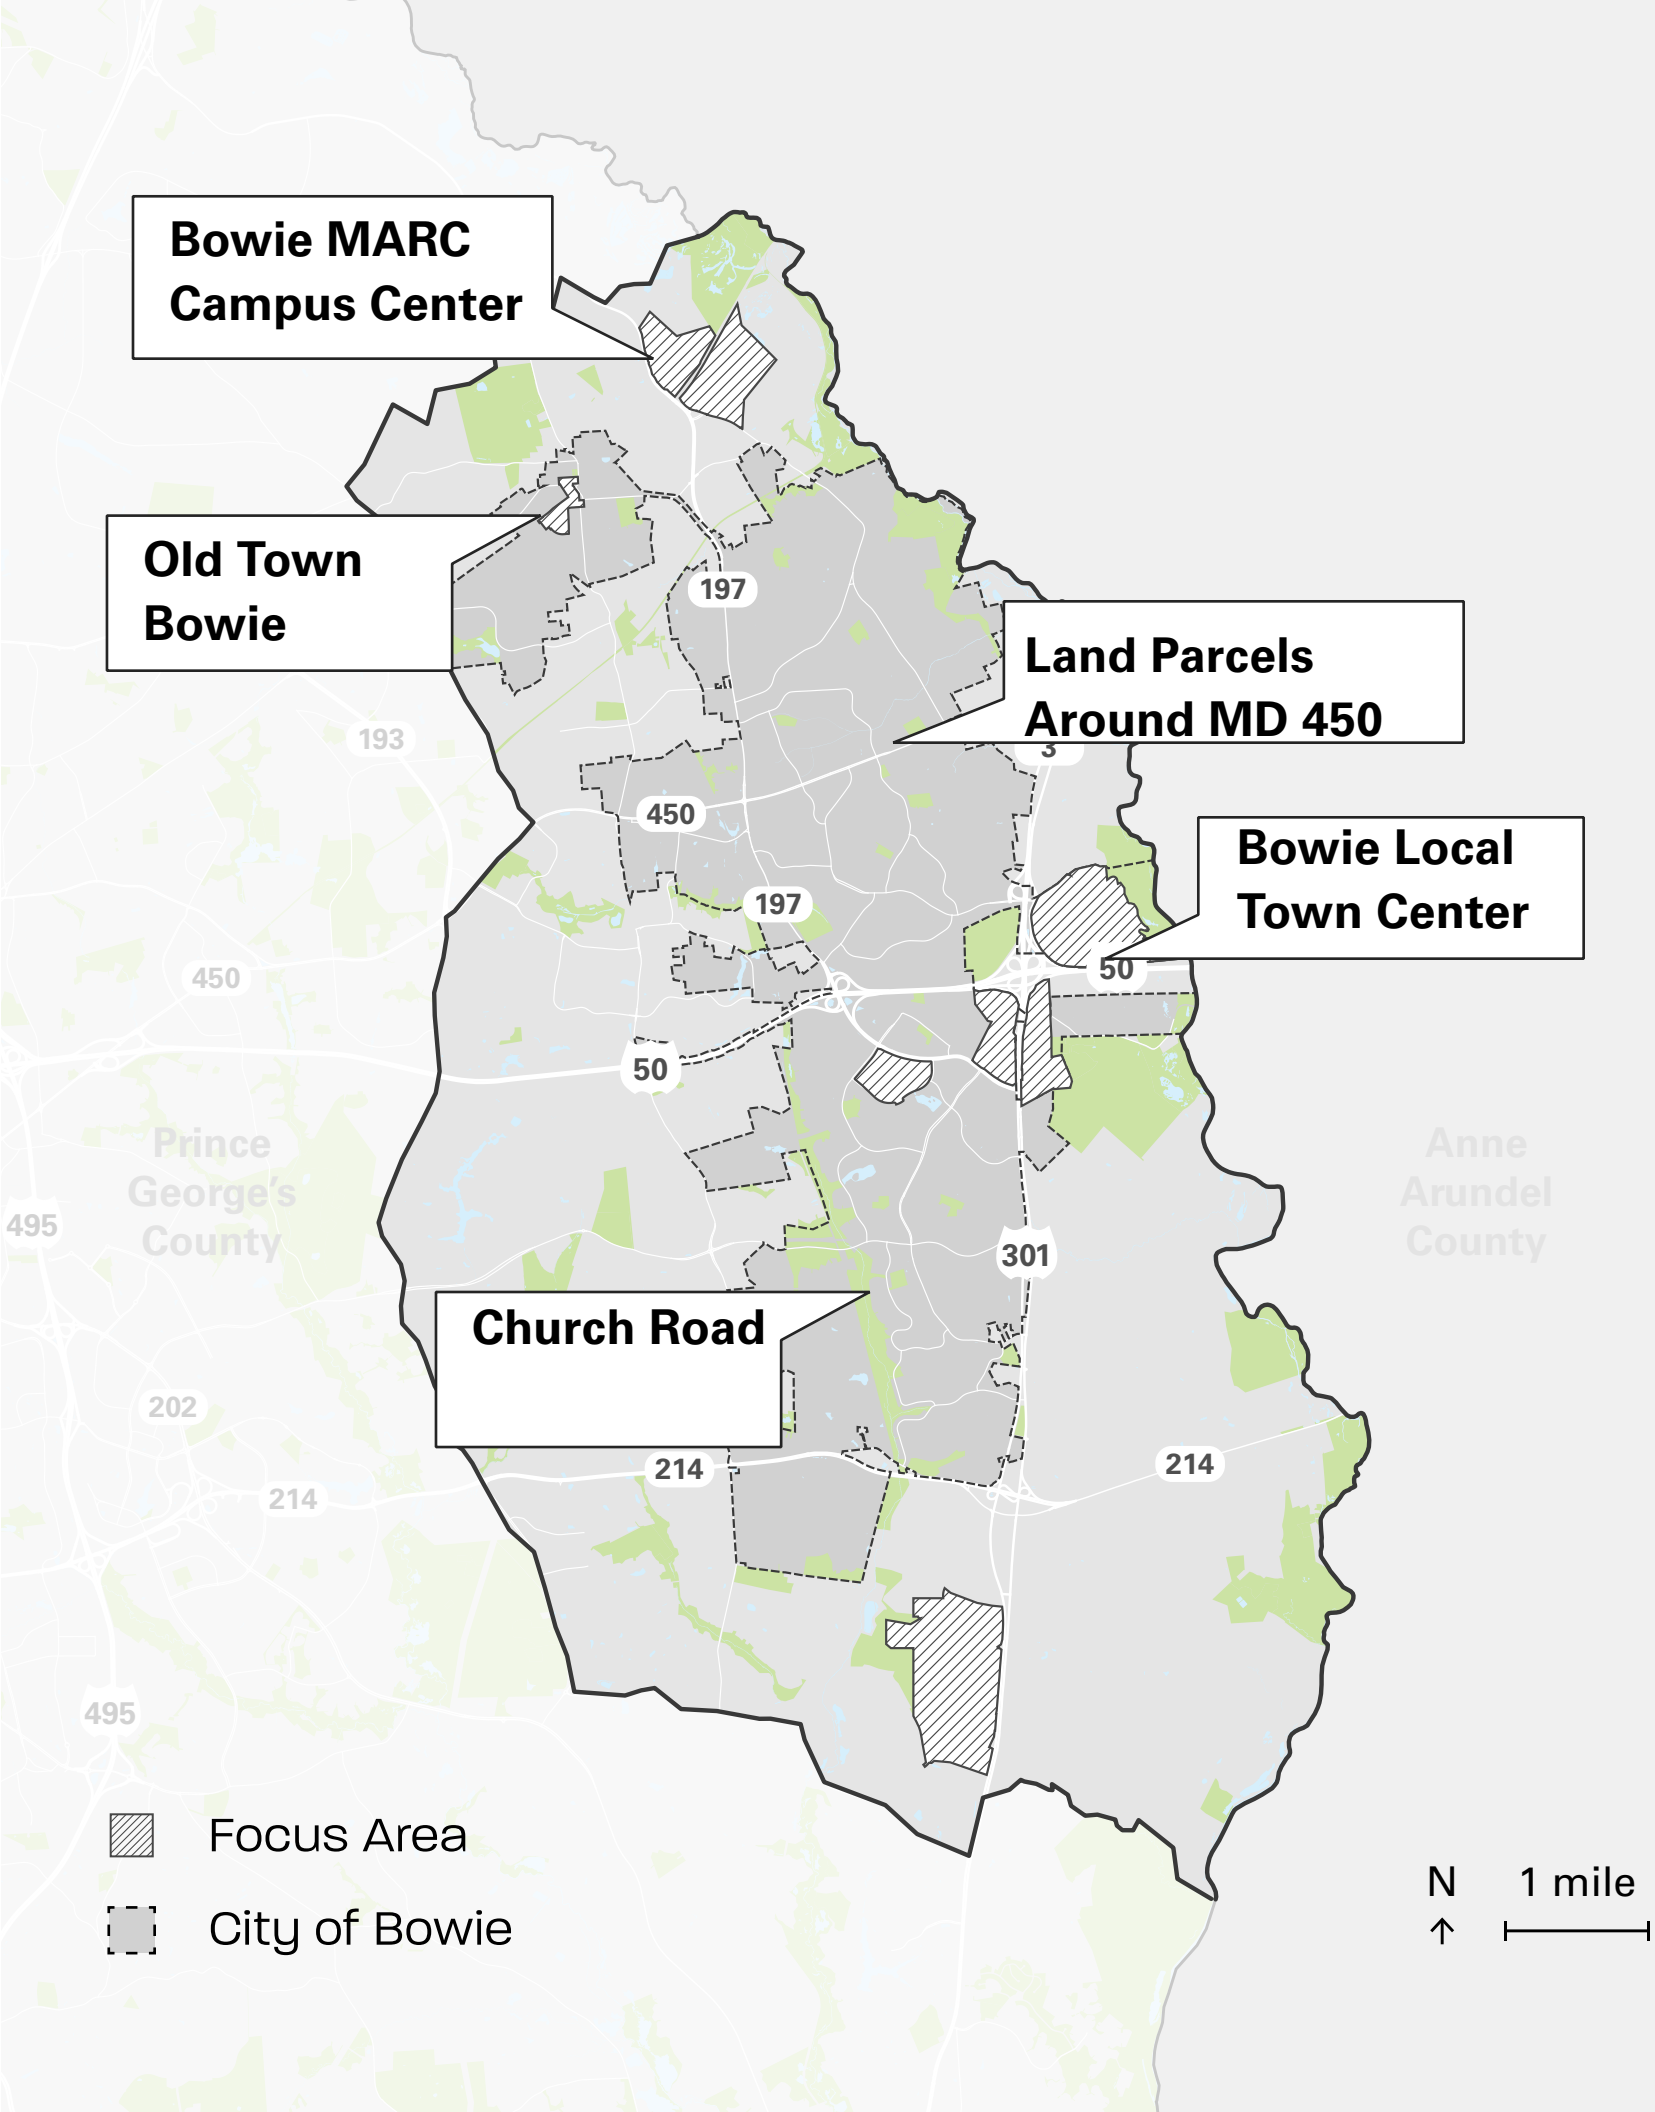 Bowie MARC
Campus Center
Old Town
Bowie
197
Land Parcels
Around MD 450
193
3
450
Bowie Local
Town Center
197
450
50
50
Prince
George's
County
Anne
Arundel
County
495
301
Church Road
202
214
214
214
495
Focus Area
N
1 mile
City of Bowie